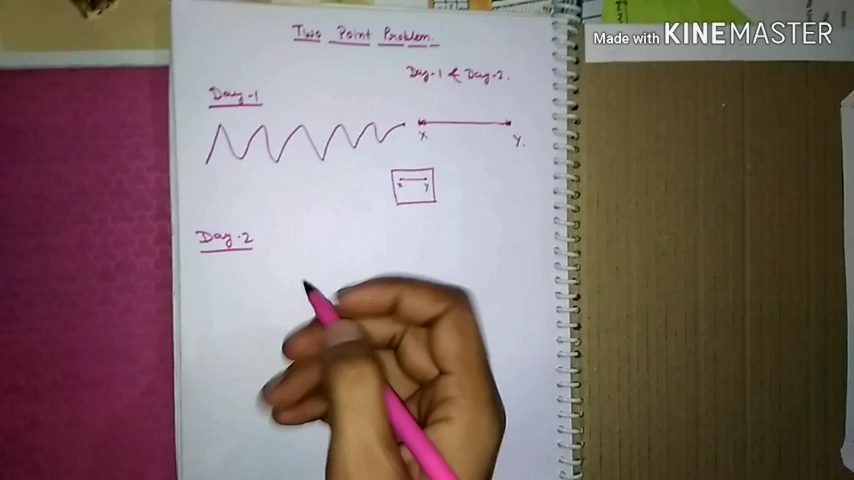 Made with KINEMASTER
Two Point Problem.
Day-1 & Day-2.
Day-1
X Y.
x y
Day-2